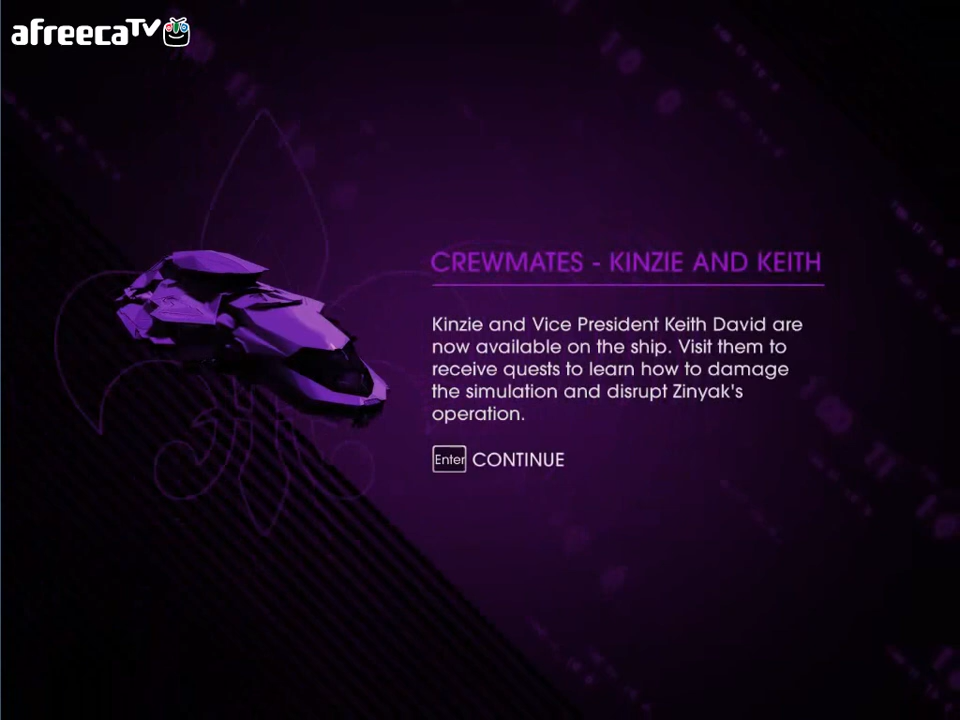 afreecaTV
CREWMATES - KINZIE AND KEITH
Kinzie and Vice President Keith David are
now available on the ship. Visit them to
receive quests to learn how to damage
the simulation and disrupt Zinyak's
operation.
Enter CONTINUE